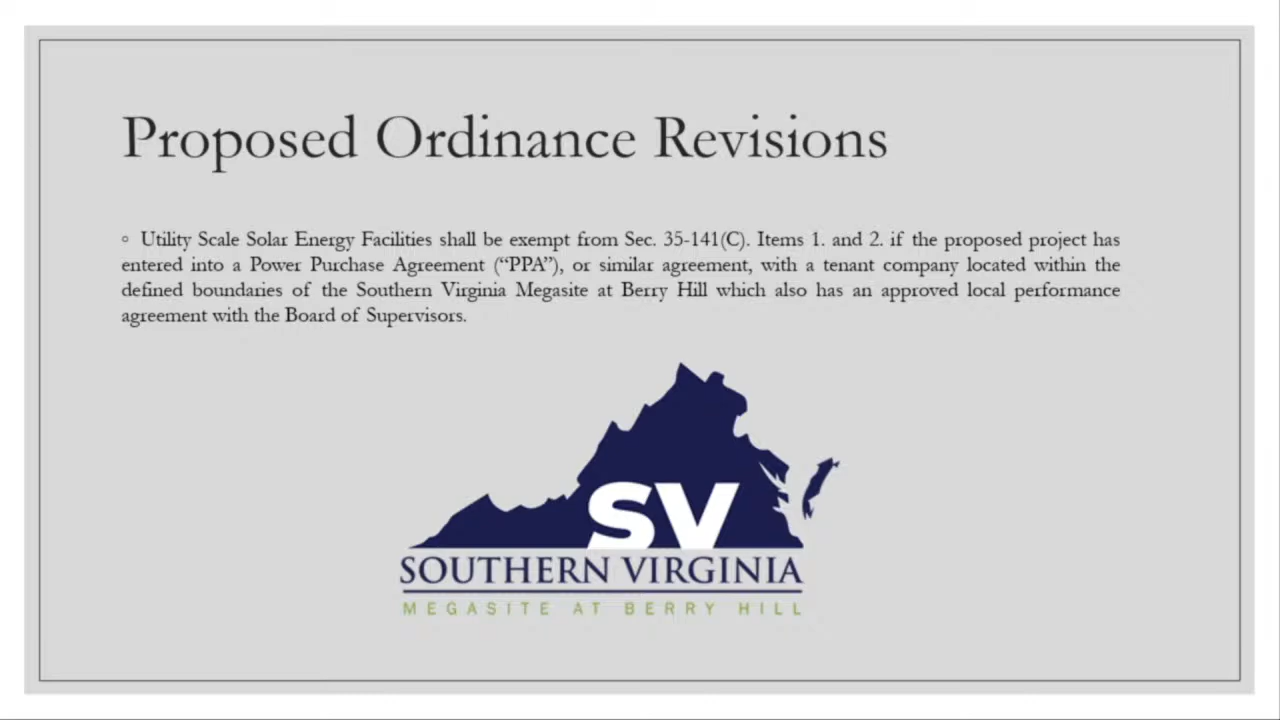 Proposed Ordinance Revisions
◦ Utility Scale Solar Energy Facilities shall be exempt from Sec. 35-141(C). Items 1. and 2. if the proposed project has
entered into a Power Purchase Agreement (“PPA”), or similar agreement, with a tenant company located within the
defined boundaries of the Southern Virginia Megasite at Berry Hill which also has an approved local performance
agreement with the Board of Supervisors.
SV
SOUTHERN VIRGINIA
MEGASITE AT BERRY HILL